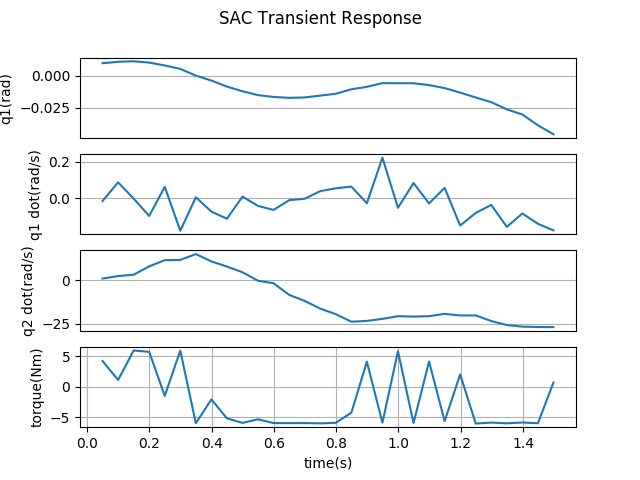 SAC Transient Response
0.000
−0.025
q1(rad)
0.2
0.0
q1 dot(rad/s)
0
−25
q2 dot(rad/s)
5
0
−5
torque(Nm)
0.0 0.2 0.4 0.6 0.8 1.0 1.2 1.4
time(s)